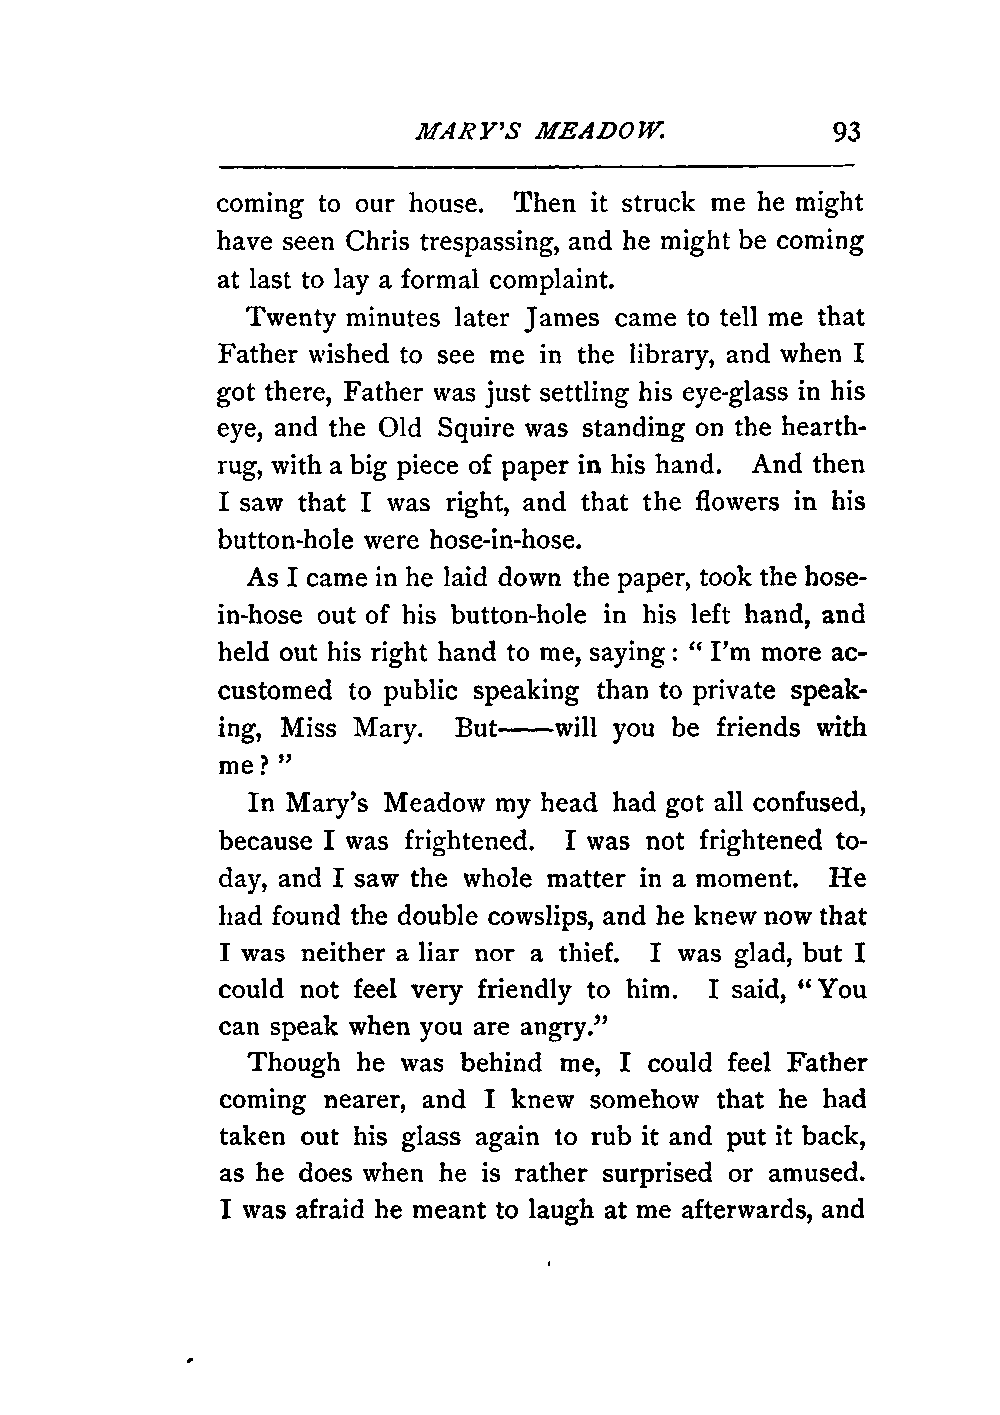 MARY'S MEADOW. 93
coming to our house. Then it struck me he might
have seen Chris trespassing, and he might be coming
at last to lay a formal complaint.
Twenty minutes later James came to tell me that
Father wished to see me in the library, and when I
got there, Father was just settling his eye-glass in his
eye, and the Old Squire was standing on the hearth-
rug, with a big piece of paper in his hand. And then
I saw that I was right, and that the flowers in his
button-hole were hose-in-hose.
As I came in he laid down the paper, took the hose-
in-hose out of his button-hole in his left hand, and
held out his right hand to me, saying: “ I'm more ac-
customed to public speaking than to private speak-
ing, Miss Mary. But——will you be friends with
me? ”
In Mary's Meadow my head had got all confused,
because I was frightened. I was not frightened to-
day, and I saw the whole matter in a moment. He
had found the double cowslips, and he knew now that
I was neither a liar nor a thief. I was glad, but I
could not feel very friendly to him. I said, “You
can speak when you are angry.”
Though he was behind me, I could feel Father
coming nearer, and I knew somehow that he had
taken out his glass again to rub it and put it back,
as he does when he is rather surprised or amused.
I was afraid he meant to laugh at me afterwards, and